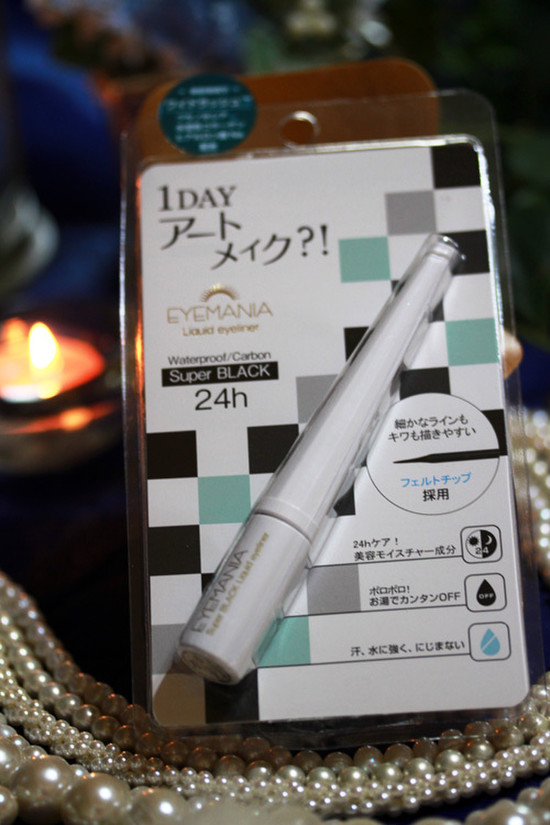 1DAY
アート
メイク?!
EYEMANIA
Liquid eyeliner
Waterproof/Carbon
Super BLACK
24h
細かなラインも
キワも描きやすい
フェルトチップ
採用
24hケア!
美容モイスチャー成分
24
ポロポロ!
お湯でカンタンOFF
OFF
汗、水に強く、にじまない
EYEMANIA
Super BLACK Liquid eyeliner